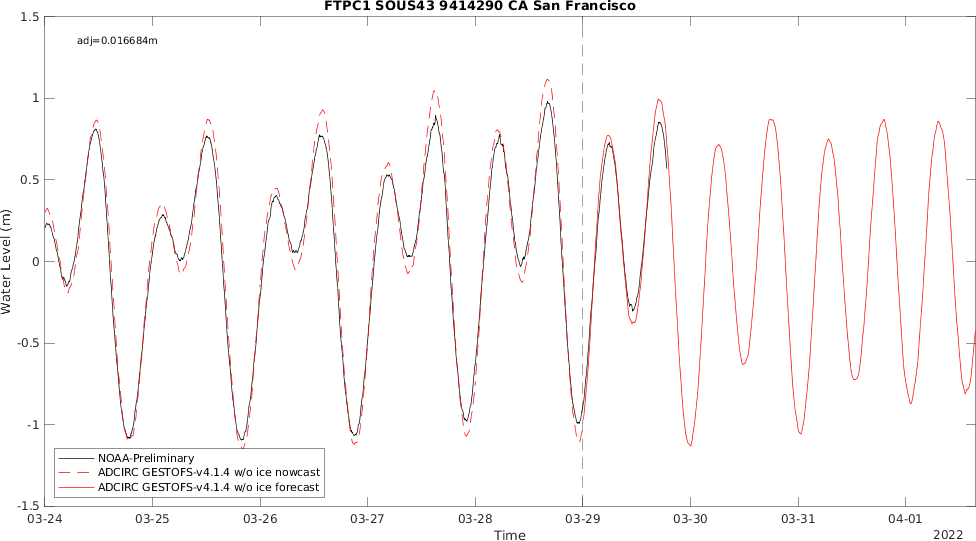 FTPC1 SOUS43 9414290 CA San Francisco
adj=0.016684m
1.5
1
0.5
0
-0.5
-1
-1.5
Water Level (m)
NOAA-Preliminary
ADCIRC GESTOFS-v4.1.4 w/o ice nowcast
ADCIRC GESTOFS-v4.1.4 w/o ice forecast
03-24 03-25 03-26 03-27 03-28 03-29 03-30 03-31 04-01
Time
2022